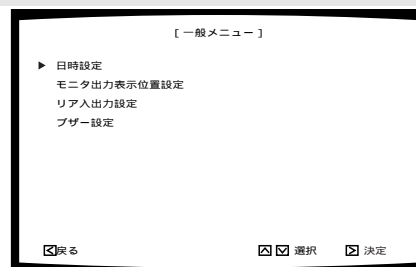 [一般メニュー]
▶ 日時設定
モニタ出力表示位置設定
リア入出力設定
ブザー設定
<戻る ∧ ∨ 選択 > 決定